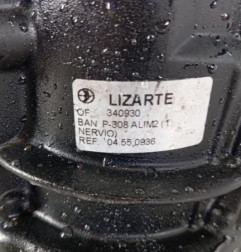 LIZARTE
OF 340930
BAN P-308 ALIM2 (1
NERVIO)
REF. 04.55.0936